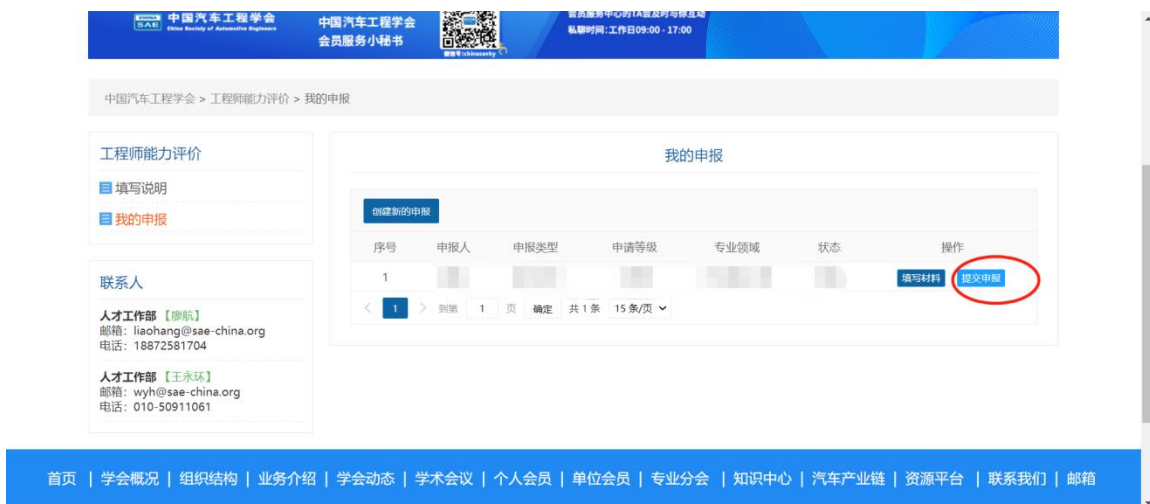 中国汽车工程学会
SAE China Society of Automotive Engineers
中国汽车工程学会
会员服务小秘书
私聊时间:工作日09:00 - 17:00
中国汽车工程学会 > 工程师能力评价 > 我的申报
工程师能力评价
填写说明
我的申报
联系人
人才工作部【廖航】
邮箱: liaohang@sae-china.org
电话: 18872581704
人才工作部【王永环】
邮箱: wyh@sae-china.org
电话: 010-50911061
我的申报
创建新的申报
序号 申报人 申报类型 申请等级 专业领域 状态 操作
1 填写材料 提交申报
< 1 > 到第 1 页 确定 共 1 条 15 条/页
首页 | 学会概况 | 组织结构 | 业务介绍 | 学会动态 | 学术会议 | 个人会员 | 单位会员 | 专业分会 | 知识中心 | 汽车产业链 | 资源平台 | 联系我们 | 邮箱